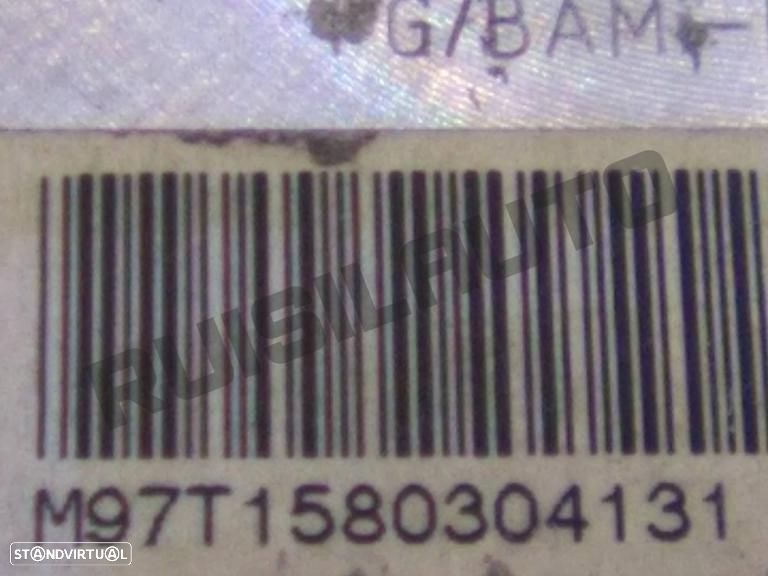 G/BAM-
RUISILAUTO
M97T1580304131
STANDVIRTUAL